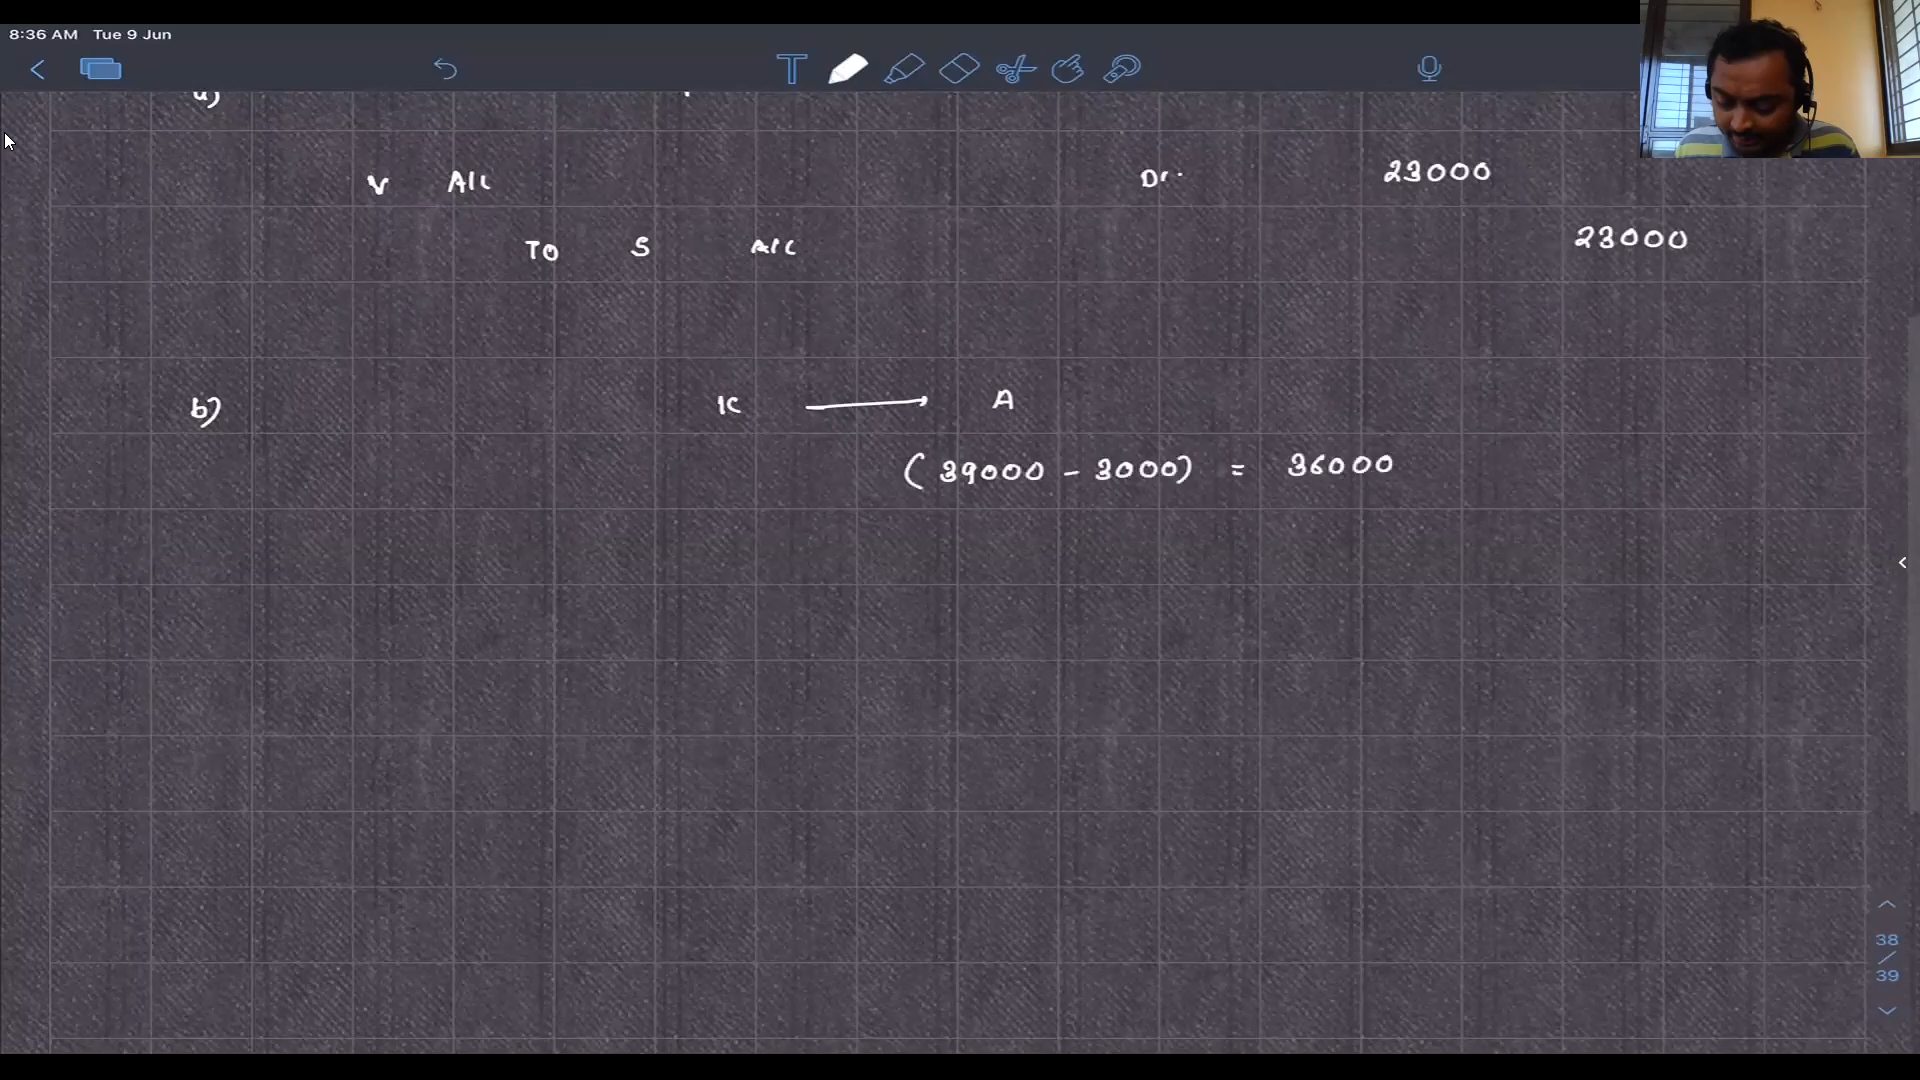 8:36 AM Tue 9 Jun
a)
V A/C Dr. 23000
TO S A/C 23000
b) K → A
(39000 - 3000) = 36000
38
/
39